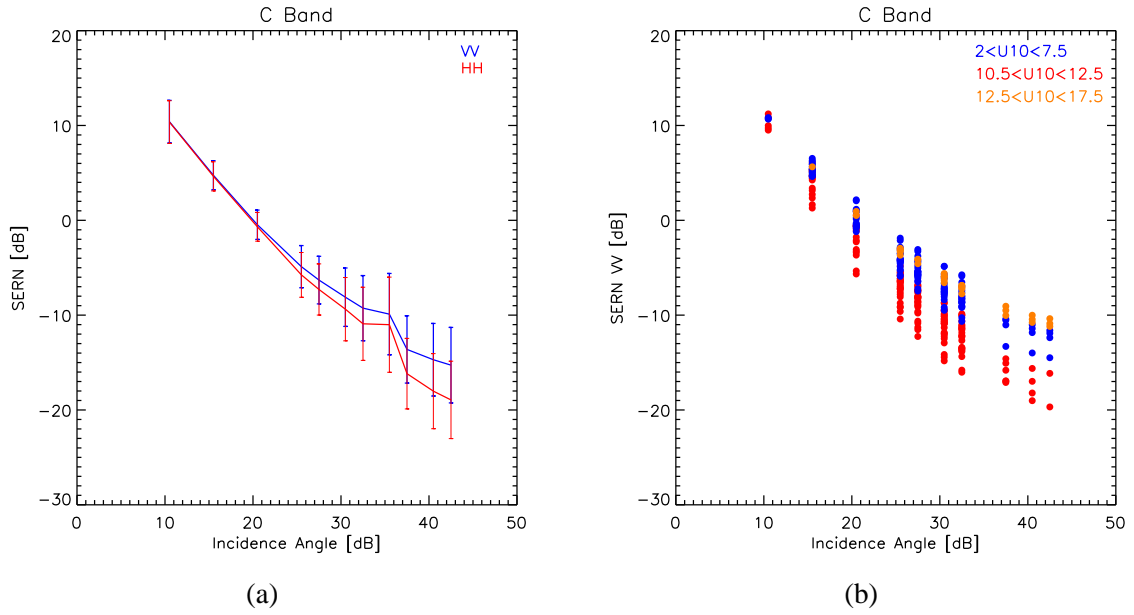 C Band
VV
HH
20
10
0
−10
−20
−30
SERN [dB]
0 10 20 30 40 50
Incidence Angle [dB]
(a)
C Band
2<U10<7.5
10.5<U10<12.5
12.5<U10<17.5
20
10
0
−10
−20
−30
SERN VV [dB]
0 10 20 30 40 50
Incidence Angle [dB]
(b)